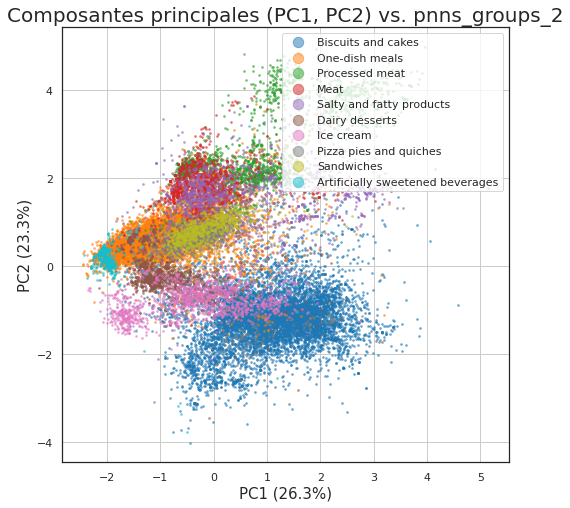 Composantes principales (PC1, PC2) vs. pnns_groups_2
Biscuits and cakes
One-dish meals
Processed meat
Meat
Salty and fatty products
Dairy desserts
Ice cream
Pizza pies and quiches
Sandwiches
Artificially sweetened beverages
4
2
0
−2
−4
PC2 (23.3%)
−2 −1 0 1 2 3 4 5
PC1 (26.3%)